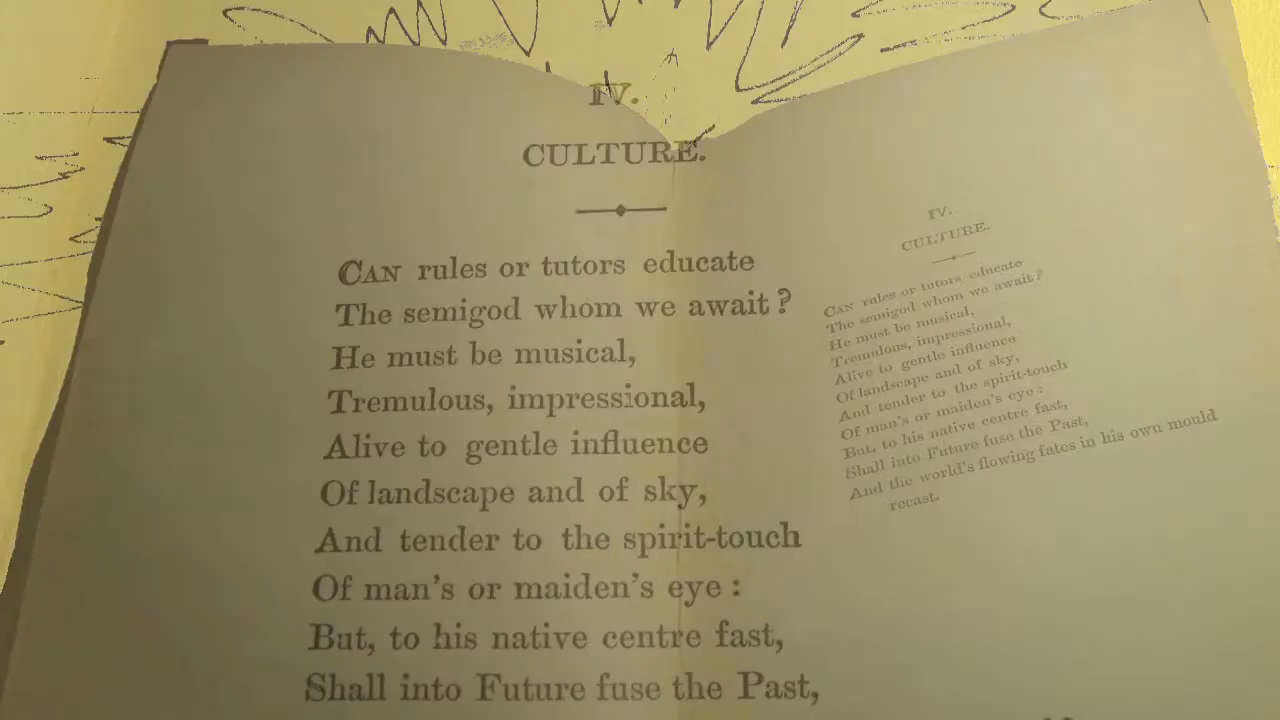 IV.
CULTURE.
CAN rules or tutors educate
The semigod whom we await?
He must be musical,
Tremulous, impressional,
Alive to gentle influence
Of landscape and of sky,
And tender to the spirit-touch
Of man's or maiden's eye:
But, to his native centre fast,
Shall into Future fuse the Past,
IV.
CULTURE.
CAN rules or tutors educate
The semigod whom we await?
He must be musical,
Tremulous, impressional,
Alive to gentle influence
Of landscape and of sky,
And tender to the spirit-touch
Of man's or maiden's eye:
But, to his native centre fast,
Shall into Future fuse the Past,
And the world's flowing fates in his own mould
recast.